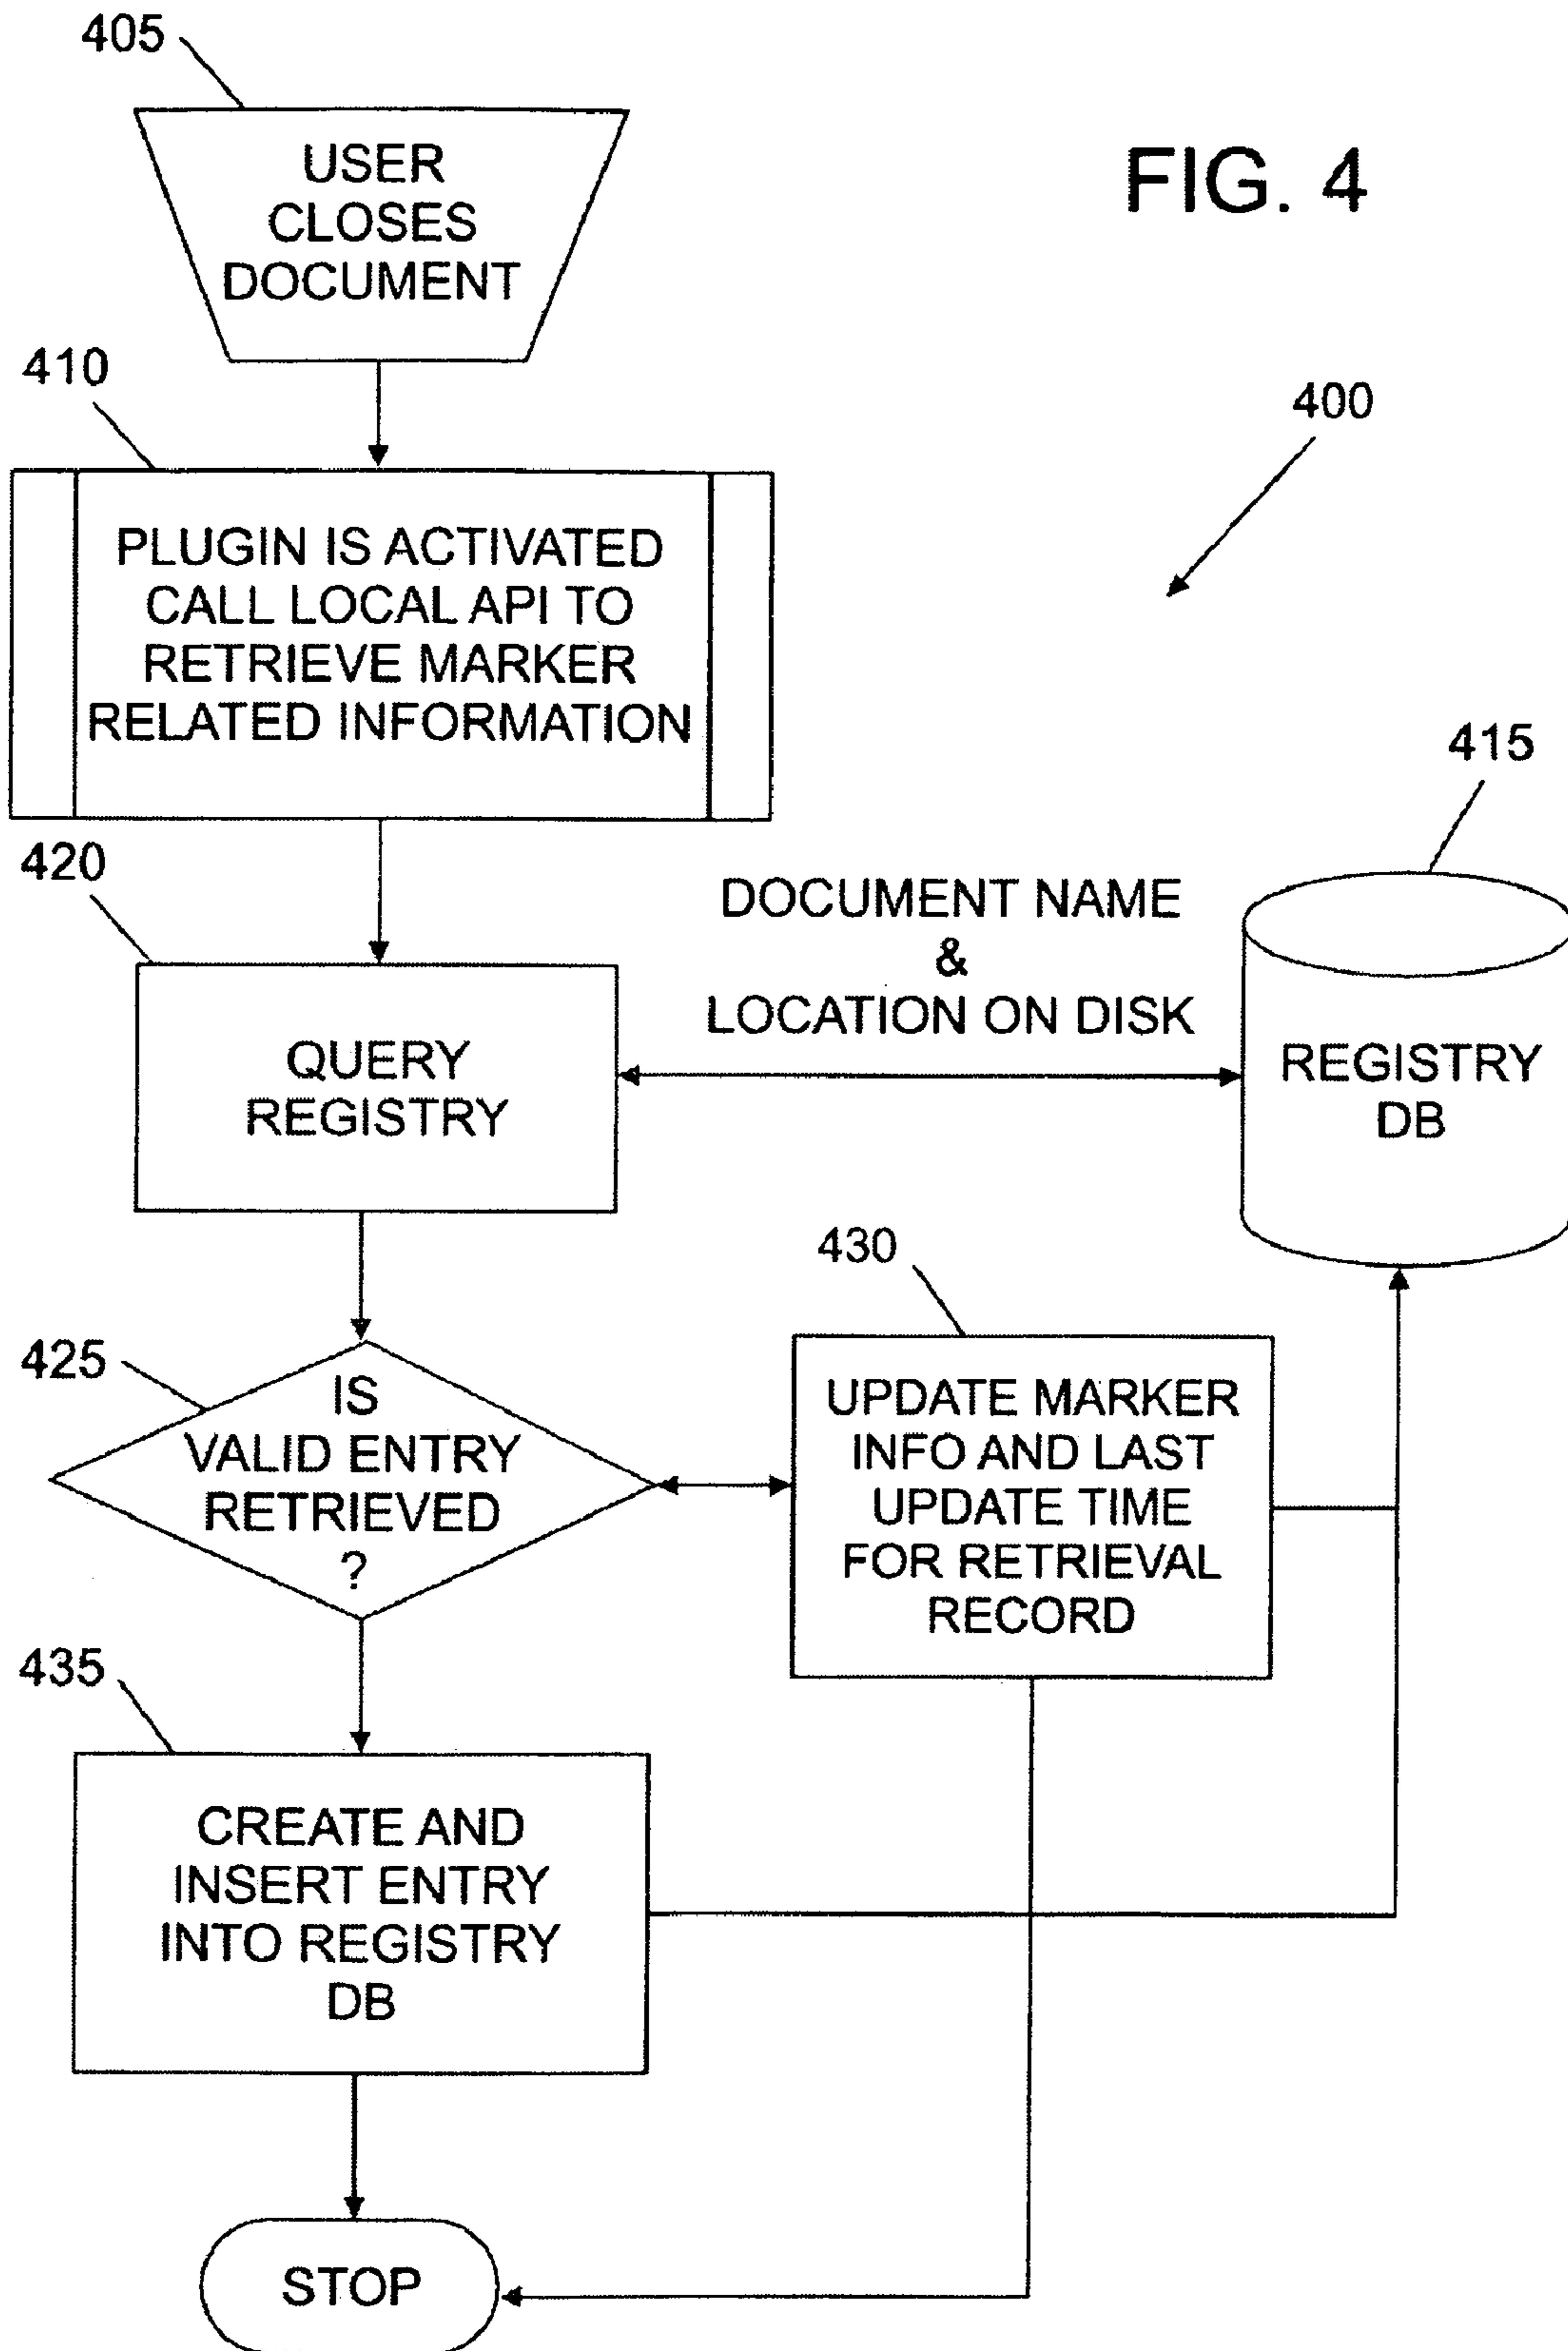 405
USER
CLOSES
DOCUMENT
FIG. 4
410
400
PLUGIN IS ACTIVATED
CALL LOCAL API TO
RETRIEVE MARKER
RELATED INFORMATION
415
420
DOCUMENT NAME
&
LOCATION ON DISK
QUERY
REGISTRY
REGISTRY
DB
430
425
IS
VALID ENTRY
RETRIEVED
?
UPDATE MARKER
INFO AND LAST
UPDATE TIME
FOR RETRIEVAL
RECORD
435
CREATE AND
INSERT ENTRY
INTO REGISTRY
DB
STOP